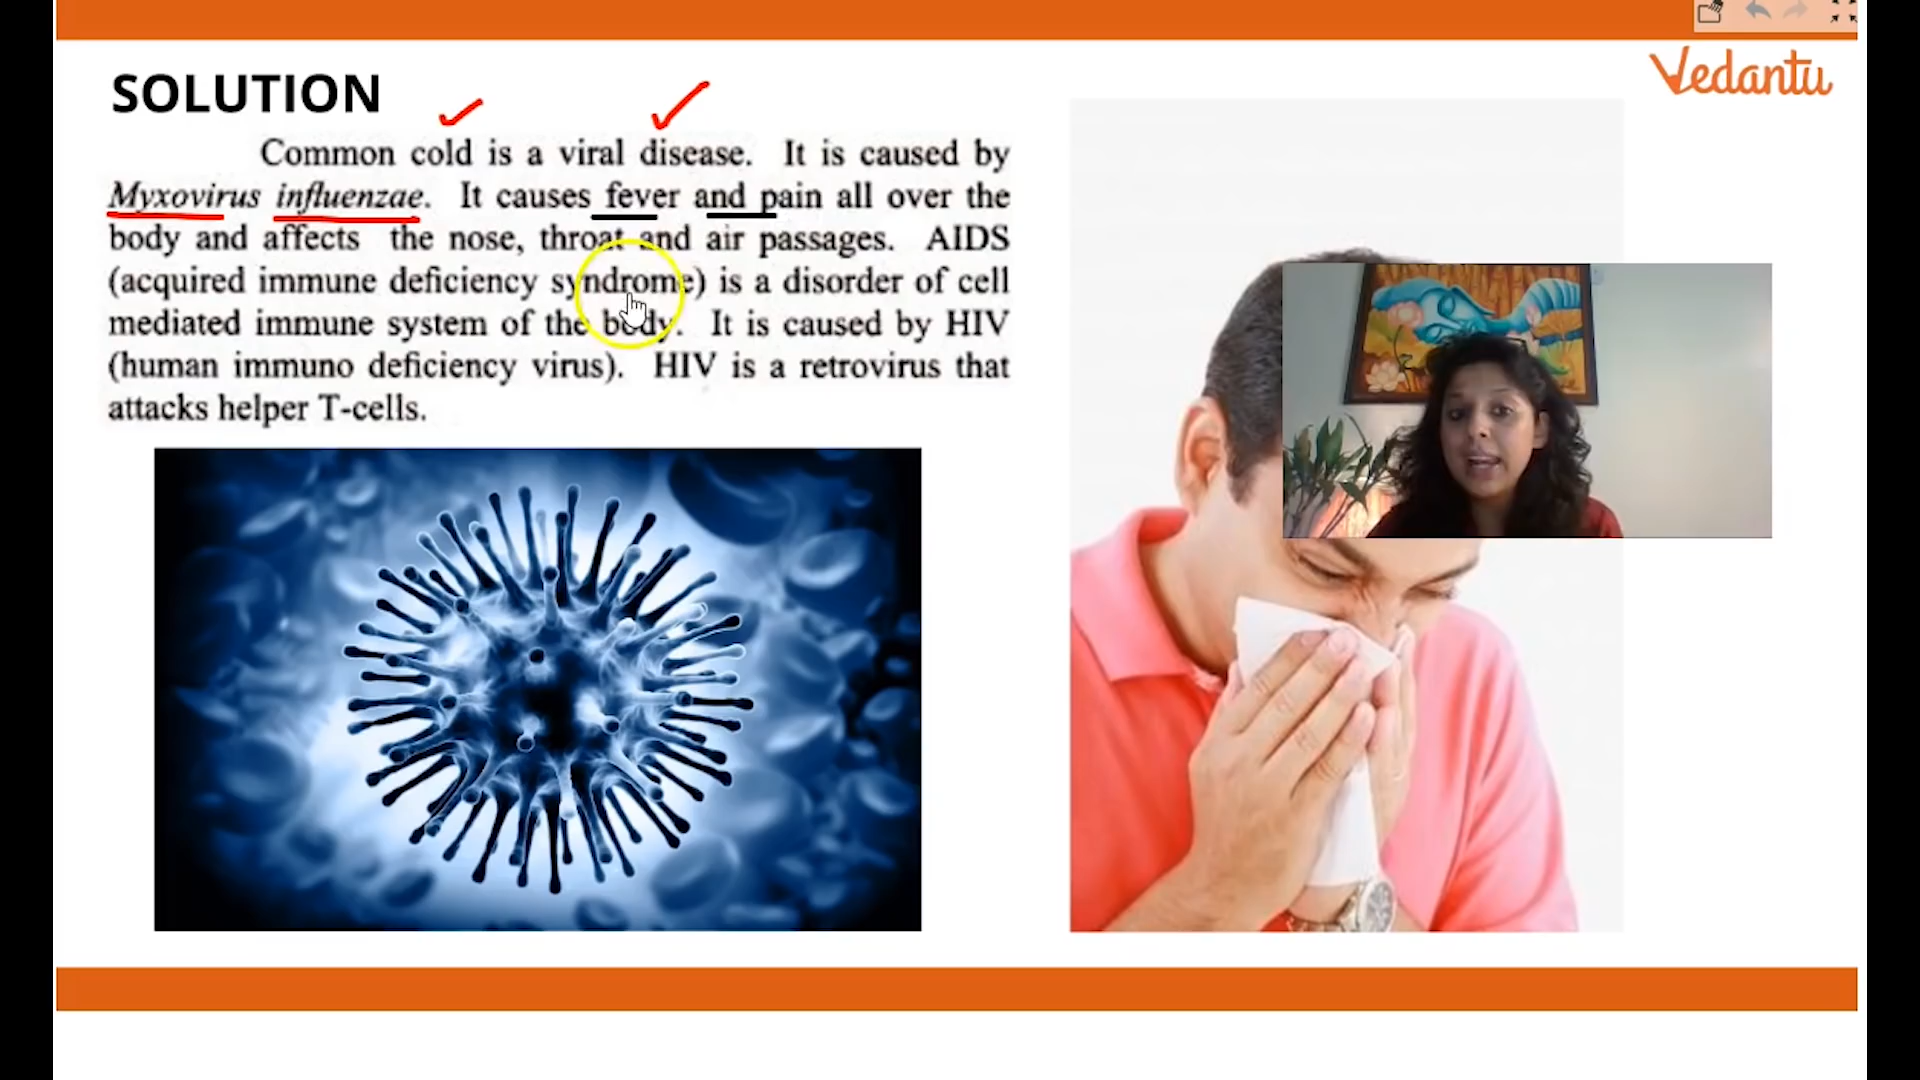 Vedantu
SOLUTION
Common cold is a viral disease. It is caused by
Myxovirus influenzae. It causes fever and pain all over the
body and affects the nose, throat and air passages. AIDS
(acquired immune deficiency syndrome) is a disorder of cell
mediated immune system of the body. It is caused by HIV
(human immuno deficiency virus). HIV is a retrovirus that
attacks helper T-cells.